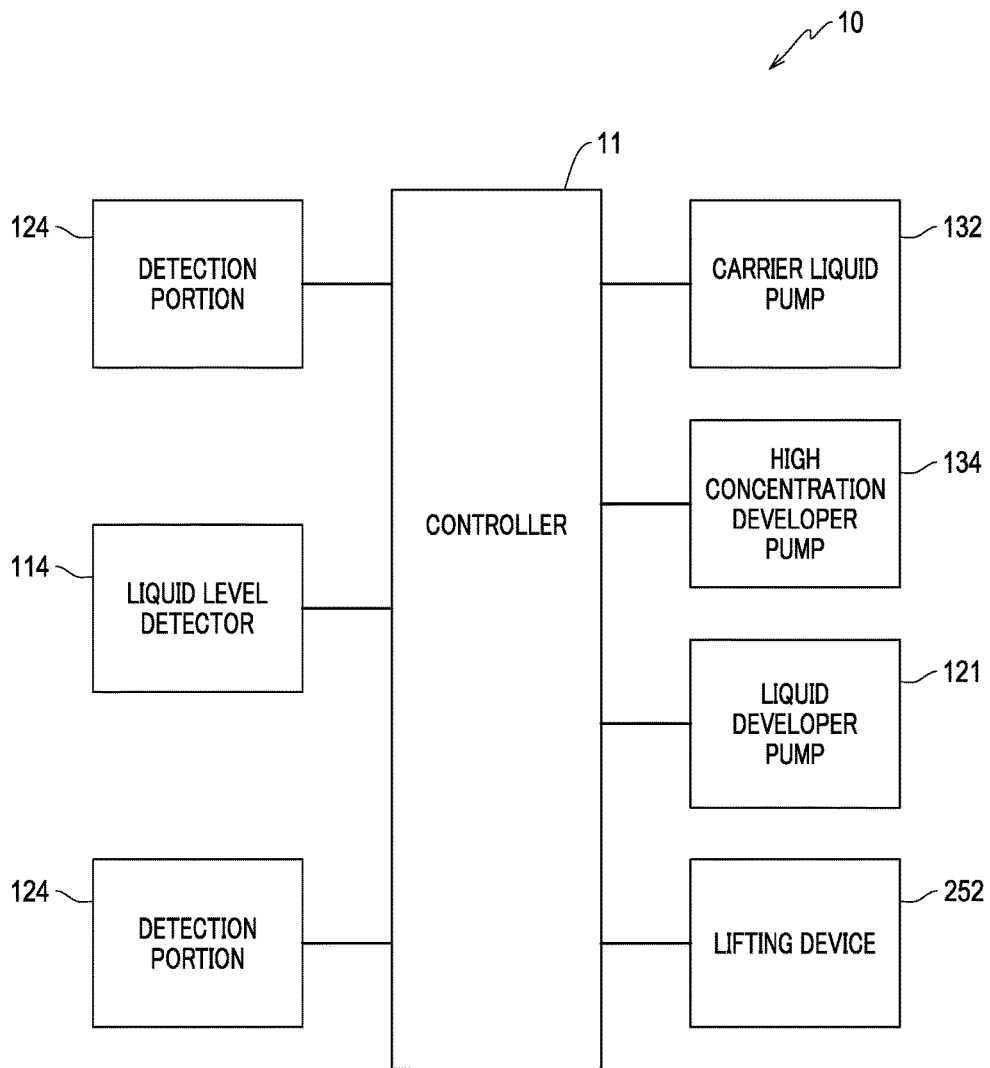 10
11
124
DETECTION
PORTION
132
CARRIER LIQUID
PUMP
134
HIGH
CONCENTRATION
DEVELOPER
PUMP
CONTROLLER
114
LIQUID LEVEL
DETECTOR
121
LIQUID
DEVELOPER
PUMP
124
DETECTION
PORTION
252
LIFTING DEVICE